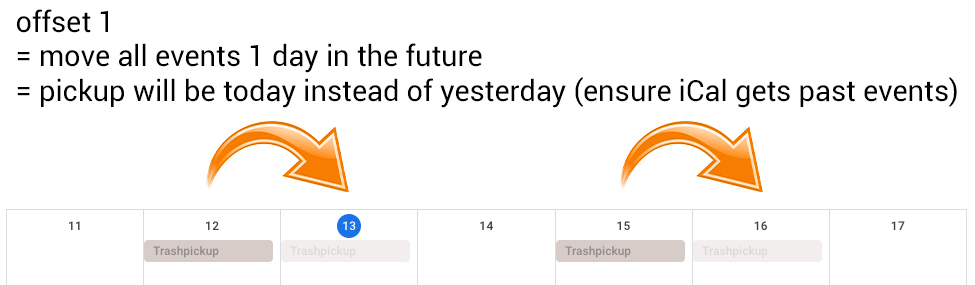 offset 1
= move all events 1 day in the future
= pickup will be today instead of yesterday (ensure iCal gets past events)
11 12 13 14 15 16 17
Trashpickup Trashpickup Trashpickup Trashpickup